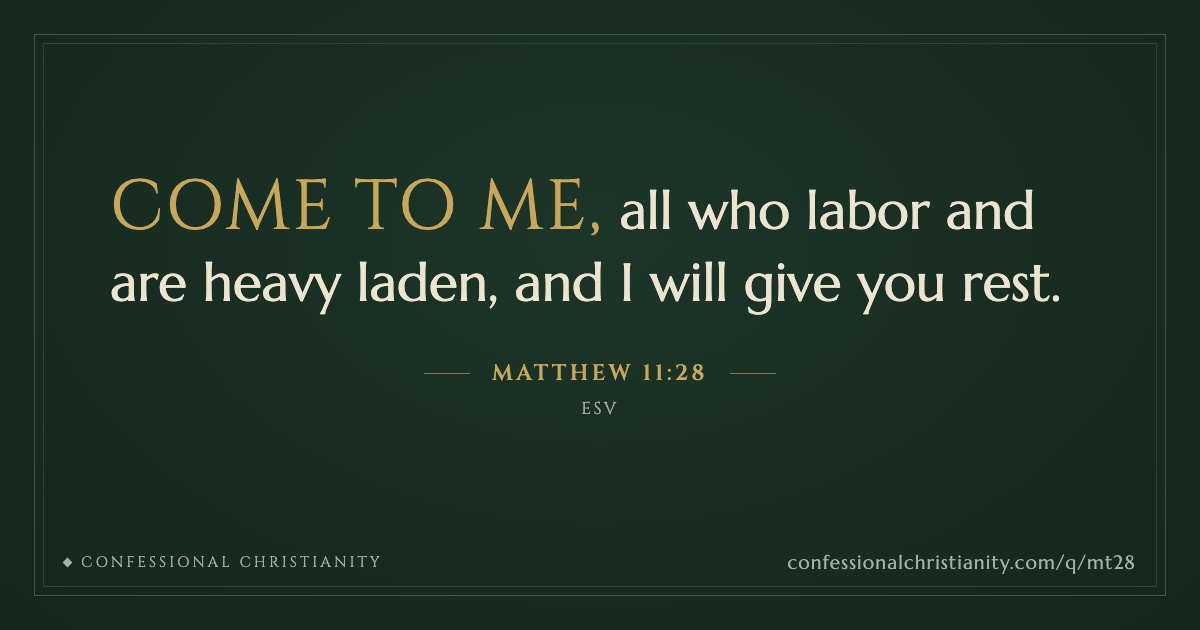 COME TO ME, all who labor and
are heavy laden, and I will give you rest.
MATTHEW 11:28
ESV
◆ CONFESSIONAL CHRISTIANITY
confessionalchristianity.com/q/mt28